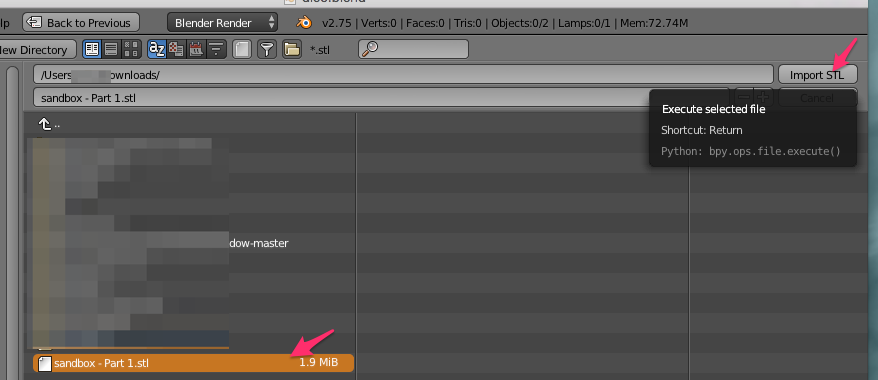 lp Back to Previous Blender Render v2.75 | Verts:0 | Faces:0 | Tris:0 | Objects:0/2 | Lamps:0/1 | Mem:72.74M
ew Directory *.stl
/Users ownloads/ Import STL
sandbox - Part 1.stl Cancel
Execute selected file
Shortcut: Return
Python: bpy.ops.file.execute()
..
dow-master
sandbox - Part 1.stl 1.9 MiB